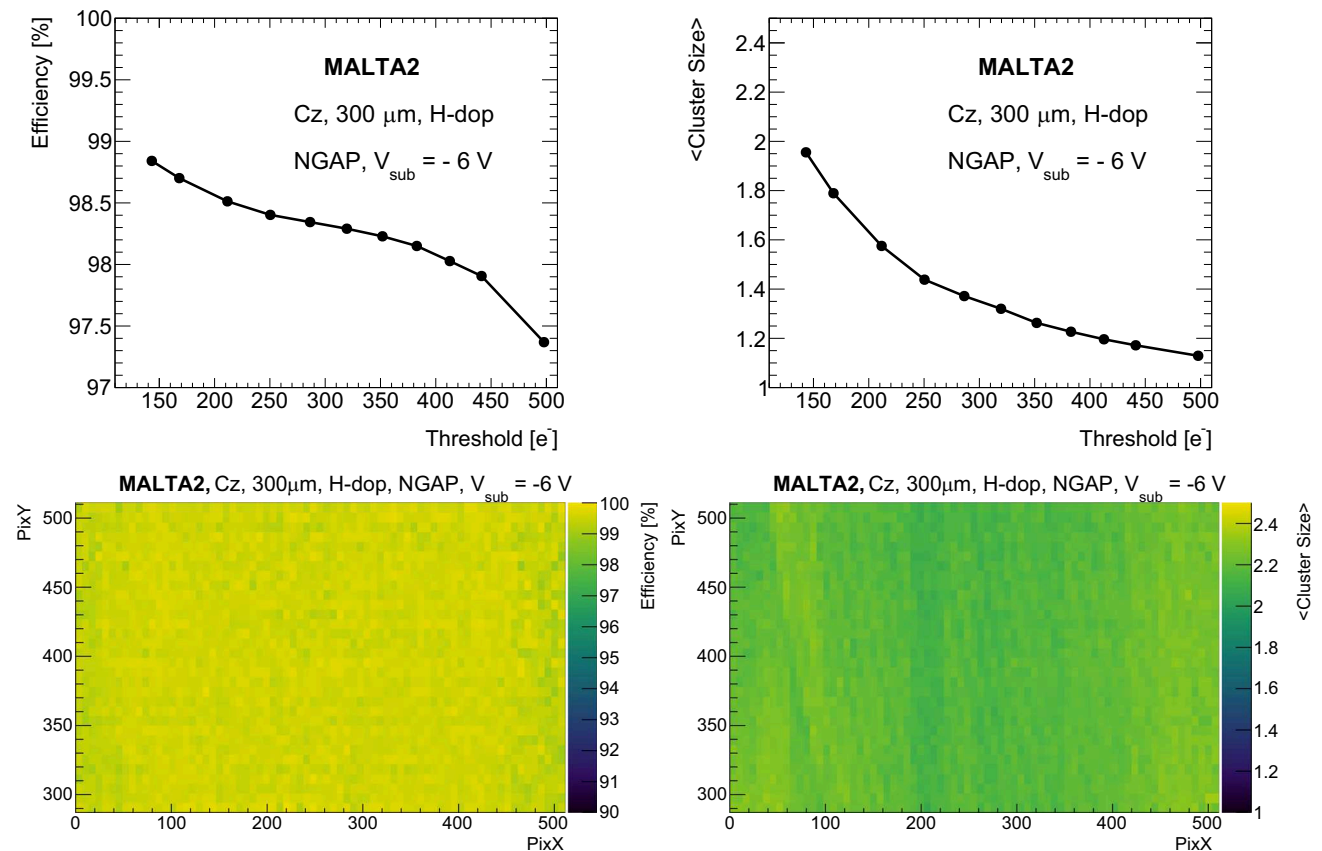 Efficiency [%]
100
99.5
99
98.5
98
97.5
97
MALTA2
Cz, 300 μm, H-dop
NGAP, Vsub = - 6 V
150 200 250 300 350 400 450 500
Threshold [e-]
<Cluster Size>
2.4
2.2
2
1.8
1.6
1.4
1.2
1
MALTA2
Cz, 300 μm, H-dop
NGAP, Vsub = - 6 V
150 200 250 300 350 400 450 500
Threshold [e-]
MALTA2, Cz, 300μm, H-dop, NGAP, Vsub = -6 V
PixY
500
450
400
350
300
0 100 200 300 400 500
PixX
100
99
98
97
96
95
94
93
92
91
90
Efficiency [%]
MALTA2, Cz, 300μm, H-dop, NGAP, Vsub = -6 V
PixY
500
450
400
350
300
0 100 200 300 400 500
PixX
2.4
2.2
2
1.8
1.6
1.4
1.2
1
<Cluster Size>